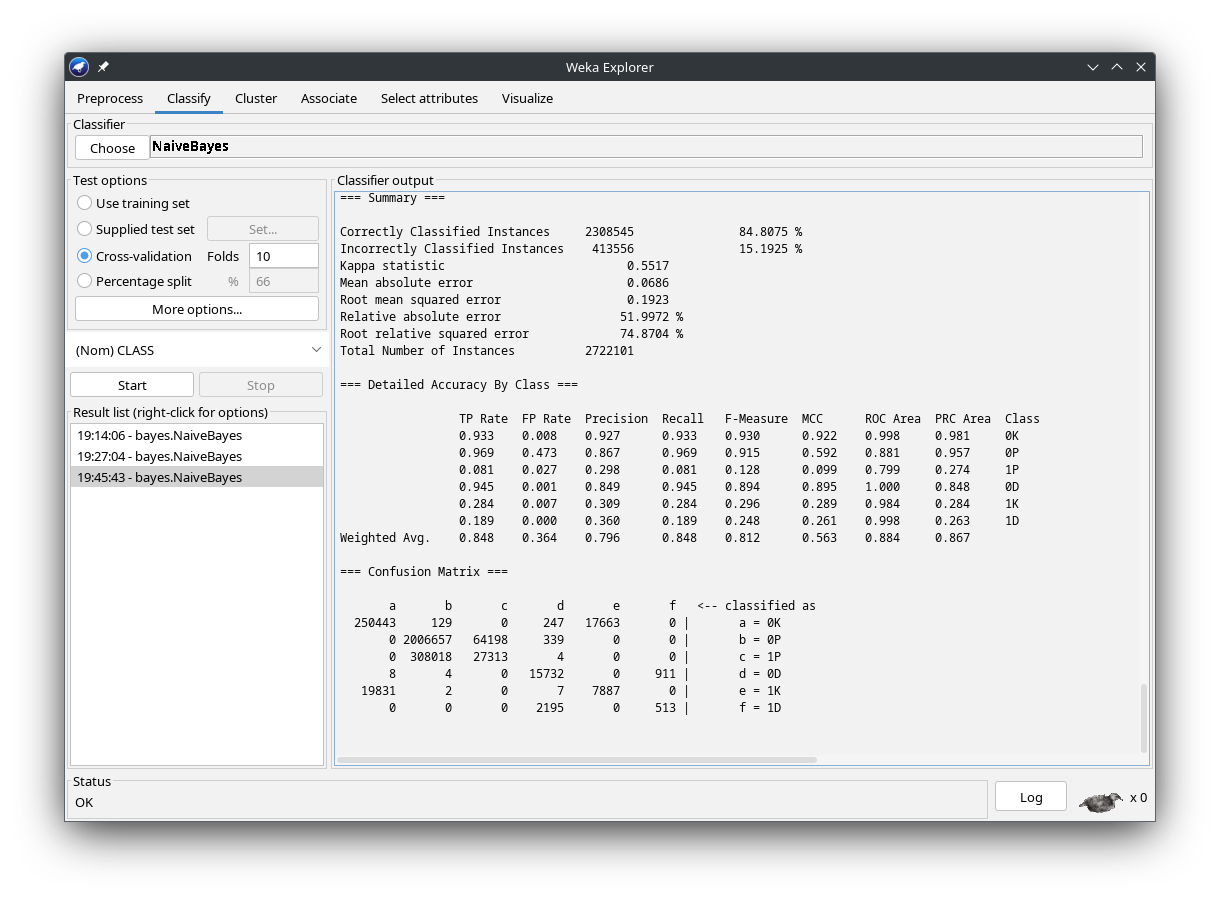 Weka Explorer
Preprocess Classify Cluster Associate Select attributes Visualize
Classifier
Choose NaiveBayes
Test options
Use training set
Supplied test set Set...
Cross-validation Folds 10
Percentage split % 66
More options...
(Nom) CLASS
Start Stop
Result list (right-click for options)
19:14:06 - bayes.NaiveBayes
19:27:04 - bayes.NaiveBayes
19:45:43 - bayes.NaiveBayes
Classifier output
=== Summary ===
Correctly Classified Instances 2308545 84.8075 %
Incorrectly Classified Instances 413556 15.1925 %
Kappa statistic 0.5517
Mean absolute error 0.0686
Root mean squared error 0.1923
Relative absolute error 51.9972 %
Root relative squared error 74.8704 %
Total Number of Instances 2722101
=== Detailed Accuracy By Class ===
TP Rate FP Rate Precision Recall F-Measure MCC ROC Area PRC Area Class
0.933 0.008 0.927 0.933 0.930 0.922 0.998 0.981 0K
0.969 0.473 0.867 0.969 0.915 0.592 0.881 0.957 0P
0.081 0.027 0.298 0.081 0.128 0.099 0.799 0.274 1P
0.945 0.001 0.849 0.945 0.894 0.895 1.000 0.848 0D
0.284 0.007 0.309 0.284 0.296 0.289 0.984 0.284 1K
0.189 0.000 0.360 0.189 0.248 0.261 0.998 0.263 1D
Weighted Avg. 0.848 0.364 0.796 0.848 0.812 0.563 0.884 0.867
=== Confusion Matrix ===
a b c d e f <-- classified as
250443 129 0 247 17663 0 | a = 0K
0 2006657 64198 339 0 0 | b = 0P
0 308018 27313 4 0 0 | c = 1P
8 4 0 15732 0 911 | d = 0D
19831 2 0 7 7887 0 | e = 1K
0 0 0 2195 0 513 | f = 1D
Status
OK
Log
x 0